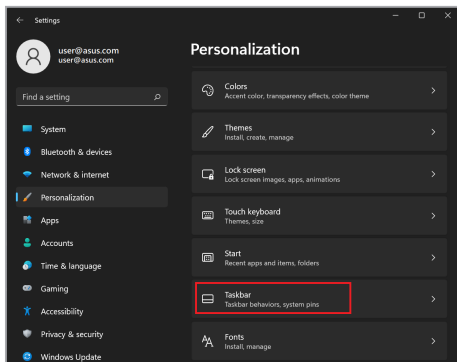 Settings
user@asus.com
user@asus.com
Find a setting
System
Bluetooth & devices
Network & internet
Personalization
Apps
Accounts
Time & language
Gaming
Accessibility
Privacy & security
Windows Update
Personalization
Colors
Accent color, transparency effects, color theme
Themes
Install, create, manage
Lock screen
Lock screen images, apps, animations
Touch keyboard
Themes, size
Start
Recent apps and items, folders
Taskbar
Taskbar behaviors, system pins
Fonts
Install, manage